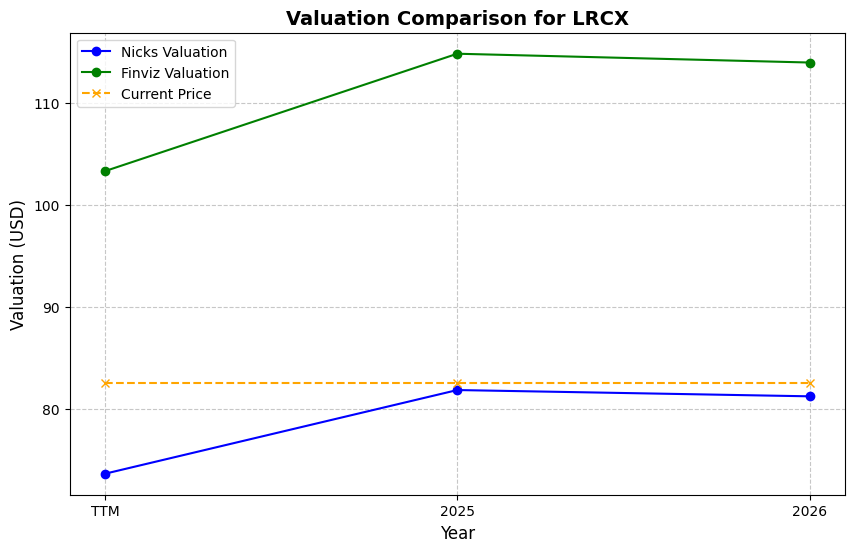 Valuation Comparison for LRCX
Nicks Valuation
Finviz Valuation
Current Price
110
100
90
80
Valuation (USD)
TTM
2025
2026
Year